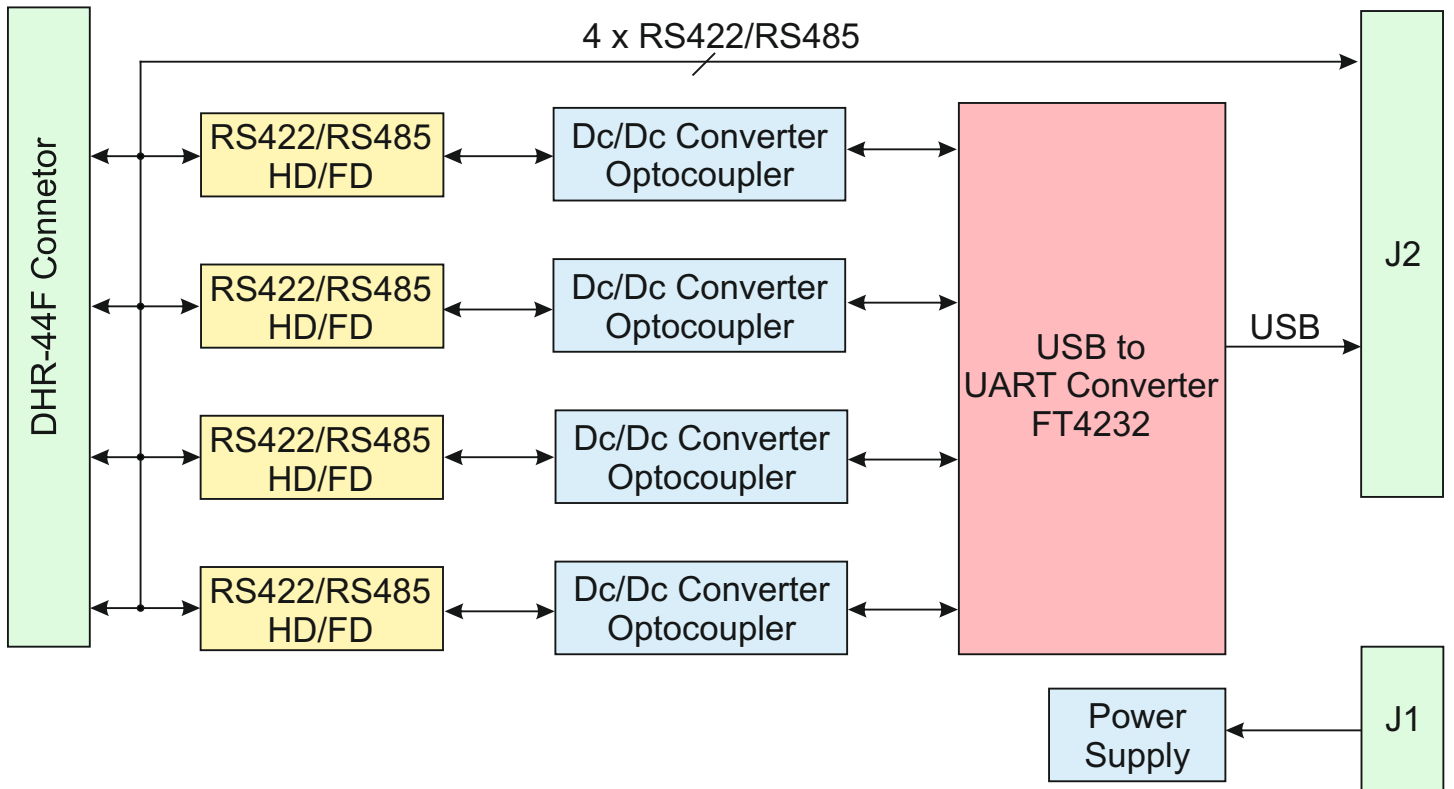 4 x RS422/RS485
DHR-44F Connetor
RS422/RS485
HD/FD
Dc/Dc Converter
Optocoupler
RS422/RS485
HD/FD
Dc/Dc Converter
Optocoupler
RS422/RS485
HD/FD
Dc/Dc Converter
Optocoupler
RS422/RS485
HD/FD
Dc/Dc Converter
Optocoupler
USB to
UART Converter
FT4232
USB
J2
Power
Supply
J1